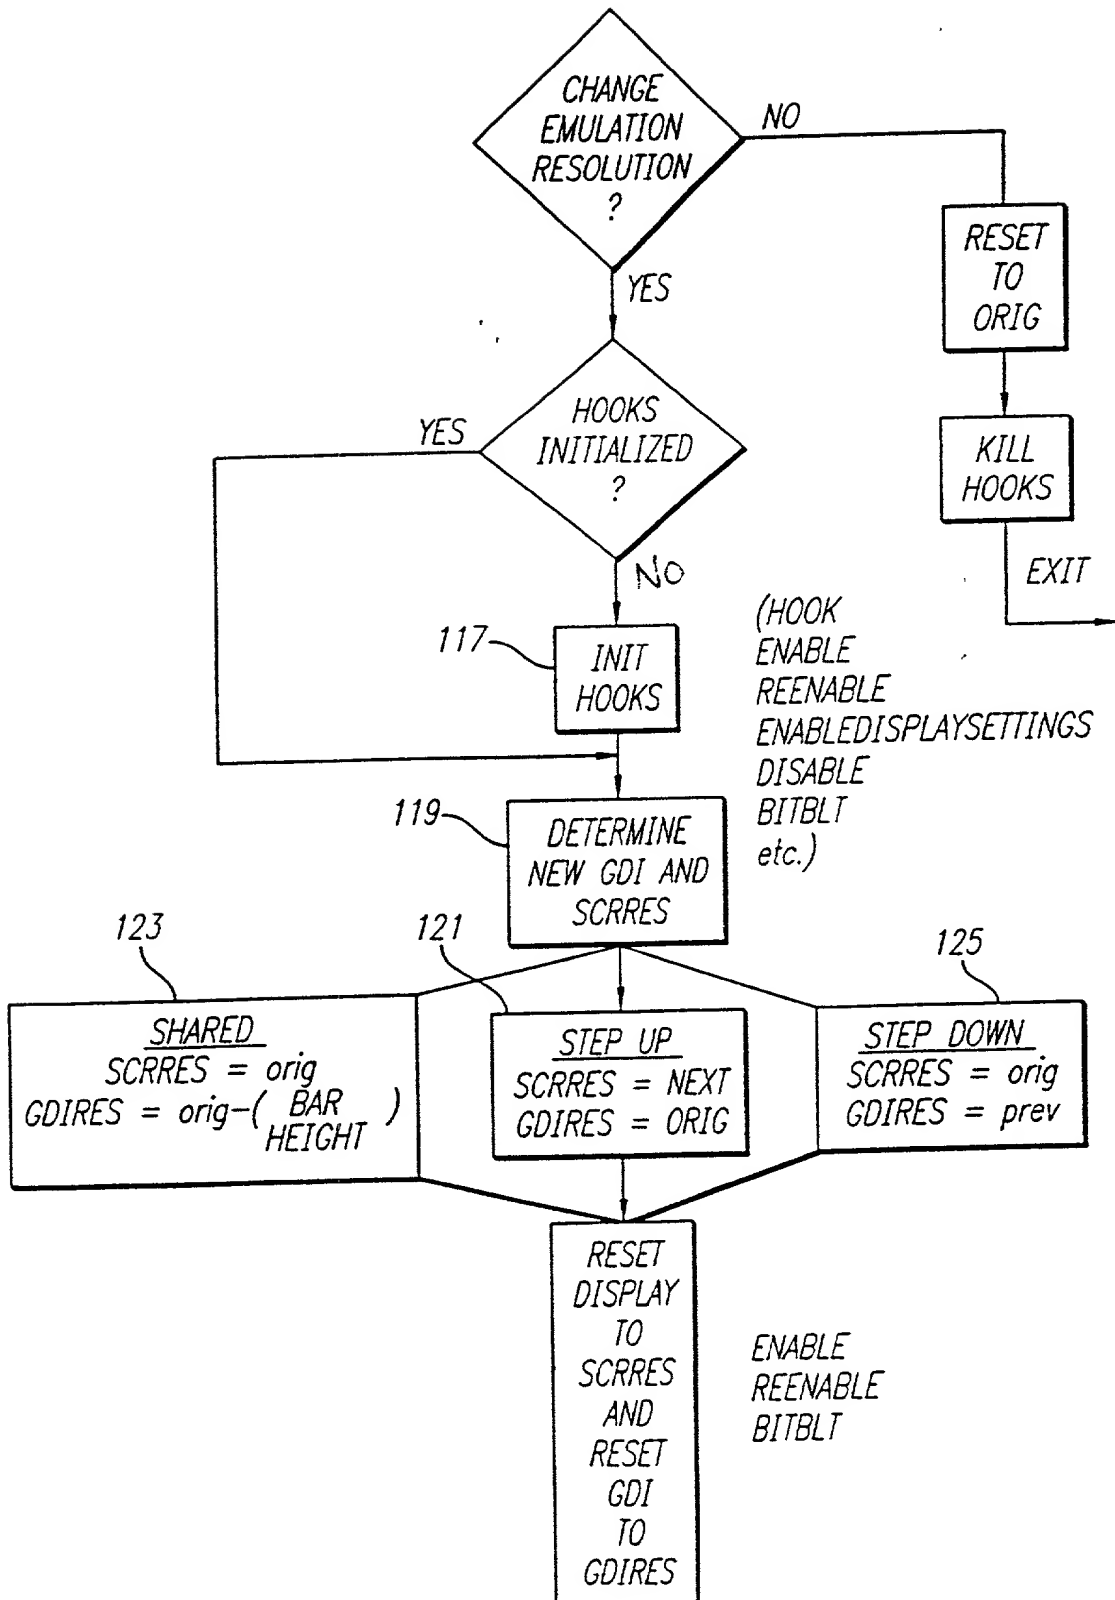 CHANGE
EMULATION
RESOLUTION
?
NO
YES
RESET
TO
ORIG
KILL
HOOKS
EXIT
HOOKS
INITIALIZED
?
YES
NO
117
INIT
HOOKS
(HOOK
ENABLE
REENABLE
ENABLEDISPLAYSETTINGS
DISABLE
BITBLT
etc.)
119
DETERMINE
NEW GDI AND
SCRRES
123
SHARED
SCRRES = orig
GDIRES = orig-(BAR
HEIGHT)
121
STEP UP
SCRRES = NEXT
GDIRES = ORIG
125
STEP DOWN
SCRRES = orig
GDIRES = prev
RESET
DISPLAY
TO
SCRRES
AND
RESET
GDI
TO
GDIRES
ENABLE
REENABLE
BITBLT